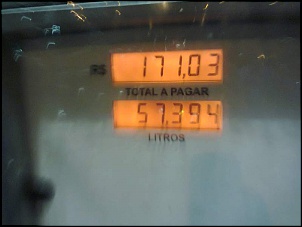 R$ 171,03
TOTAL A PAGAR
57,394
LITROS